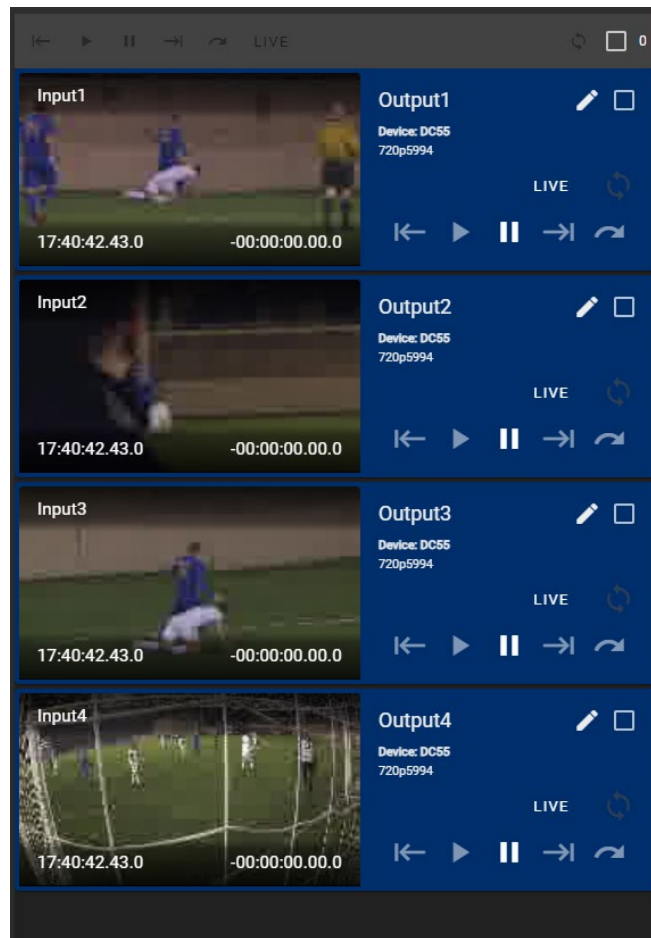 LIVE
0
Input1
17:40:42.43.0 -00:00:00.00.0
Output1
Device: DC55
720p5994
LIVE
Input2
17:40:42.43.0 -00:00:00.00.0
Output2
Device: DC55
720p5994
LIVE
Input3
17:40:42.43.0 -00:00:00.00.0
Output3
Device: DC55
720p5994
LIVE
Input4
17:40:42.43.0 -00:00:00.00.0
Output4
Device: DC55
720p5994
LIVE